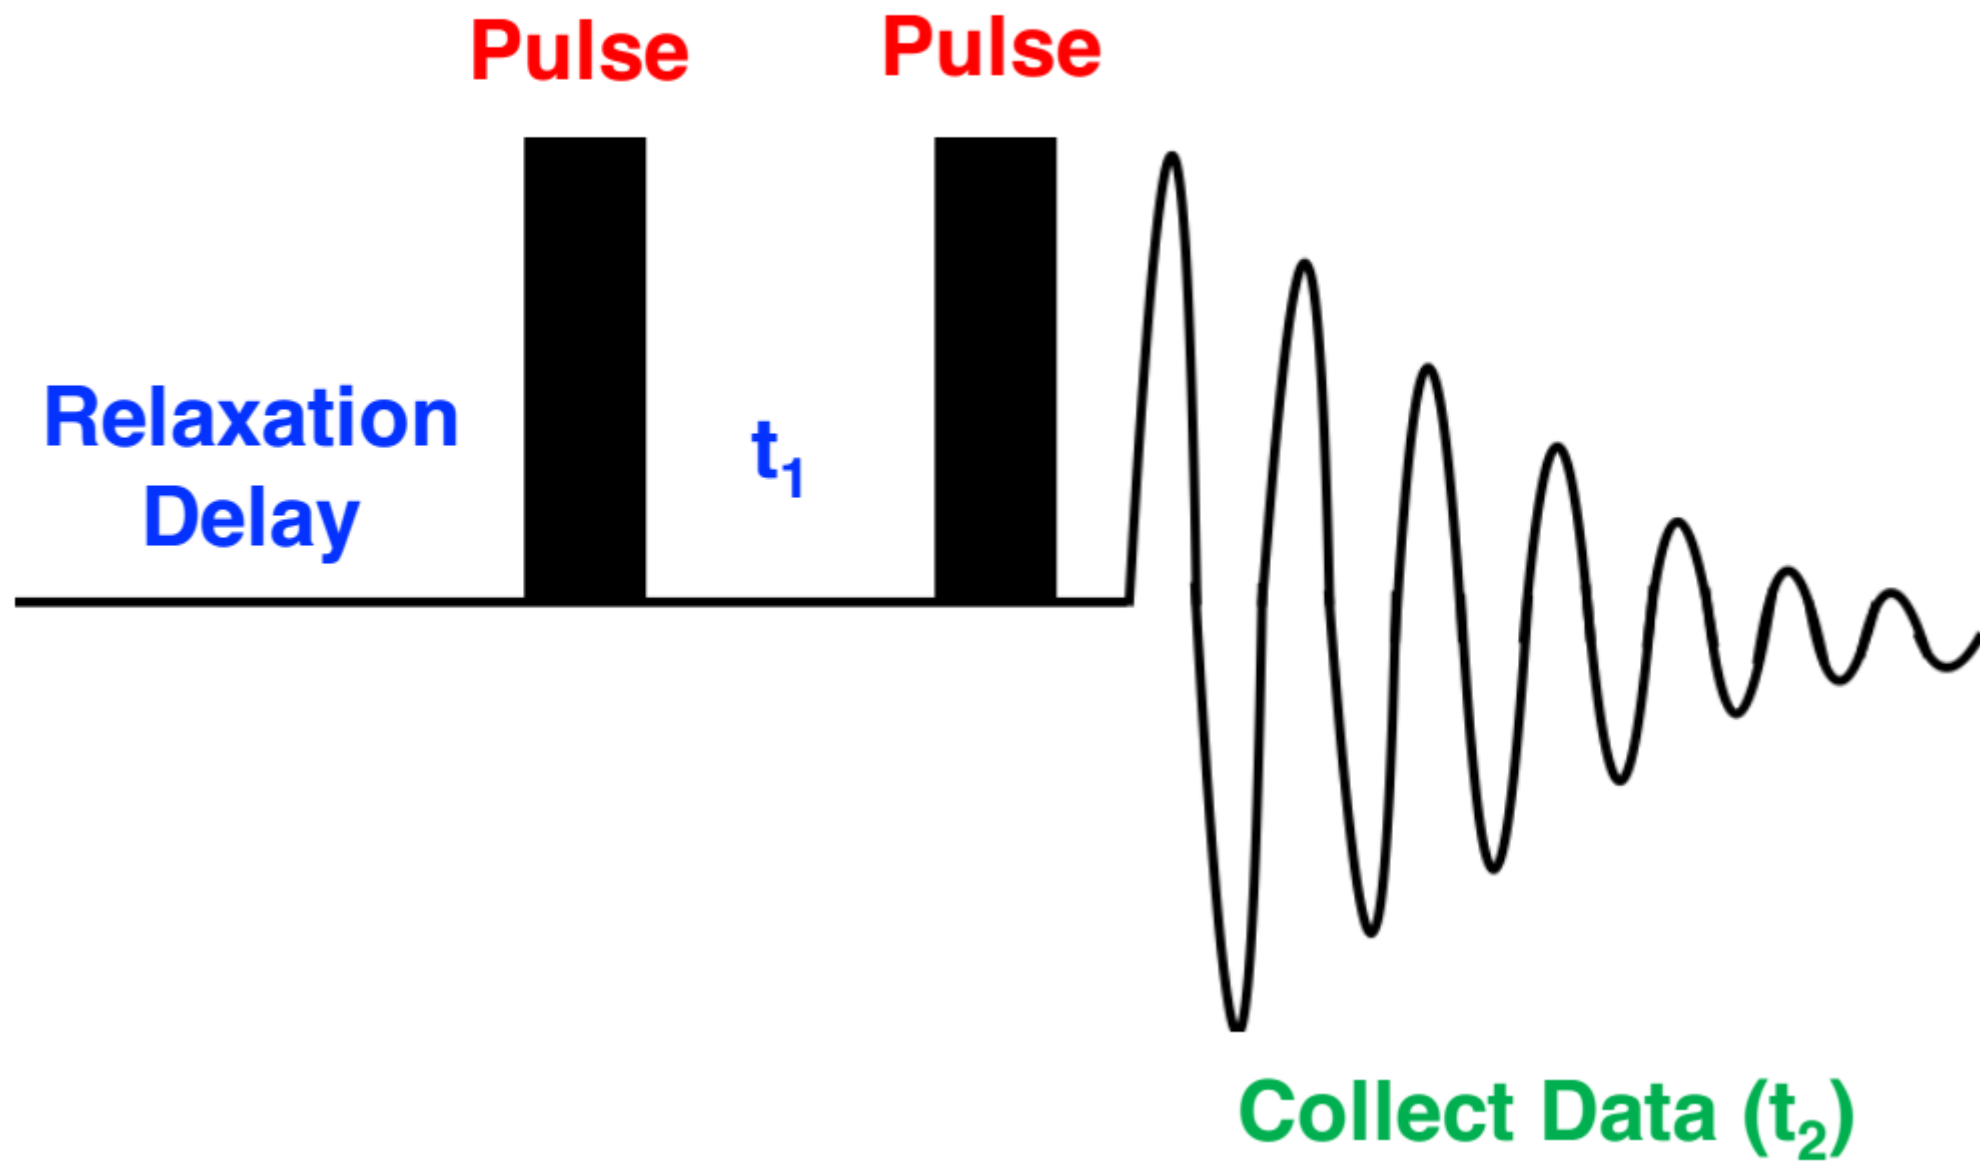 Pulse
Pulse
Relaxation
Delay
t₁
Collect Data (t₂)